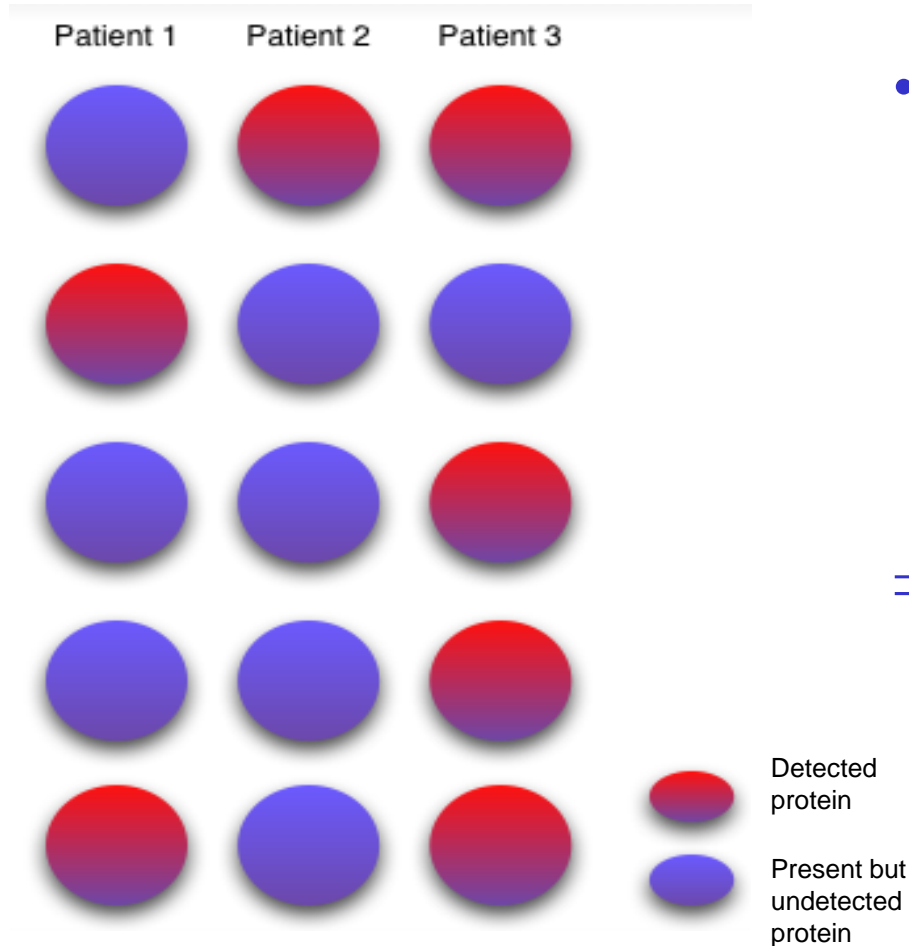 Patient 1 Patient 2 Patient 3
Detected
protein
Present but
undetected
protein